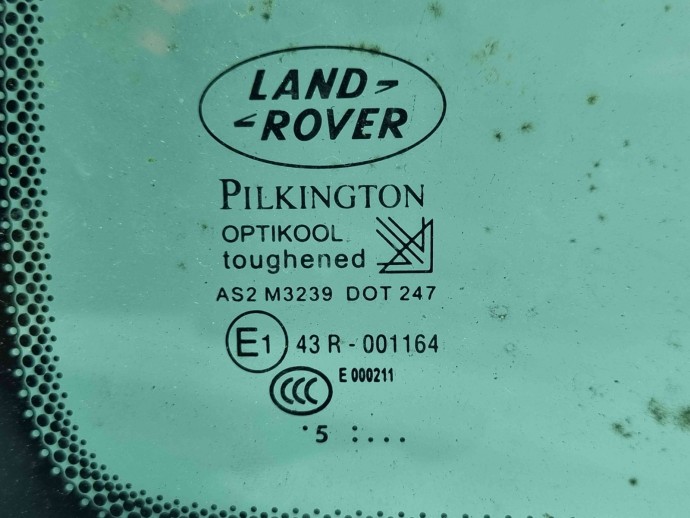 LAND
ROVER
PILKINGTON
OPTIKOOL
toughened
AS2 M3239 DOT 247
E1 43 R - 001164
CCC E 000211
. 5 : . . .